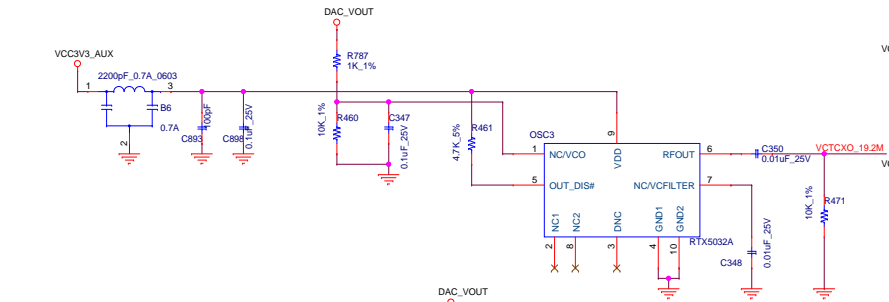 DAC_VOUT
VC
VCC3V3_AUX
R787
1K_1%
2200pF_0.7A_0603
1
3
B6
0.7A
2
C893
100pF
C898
0.1uF_25V
10K_1%
R460
C347
0.1uF_25V
4.7K_5%
R461
OSC3
9
VDD
1
NC/VCO
RFOUT
6
C350
0.01uF_25V
VCTCXO_19.2M
VC
5
OUT_DIS#
NC/VCFILTER
7
10K_1%
R471
NC1
NC2
DNC
GND1
GND2
2
8
3
4
10
RTX5032A
C348
0.01uF_25V
DAC_VOUT